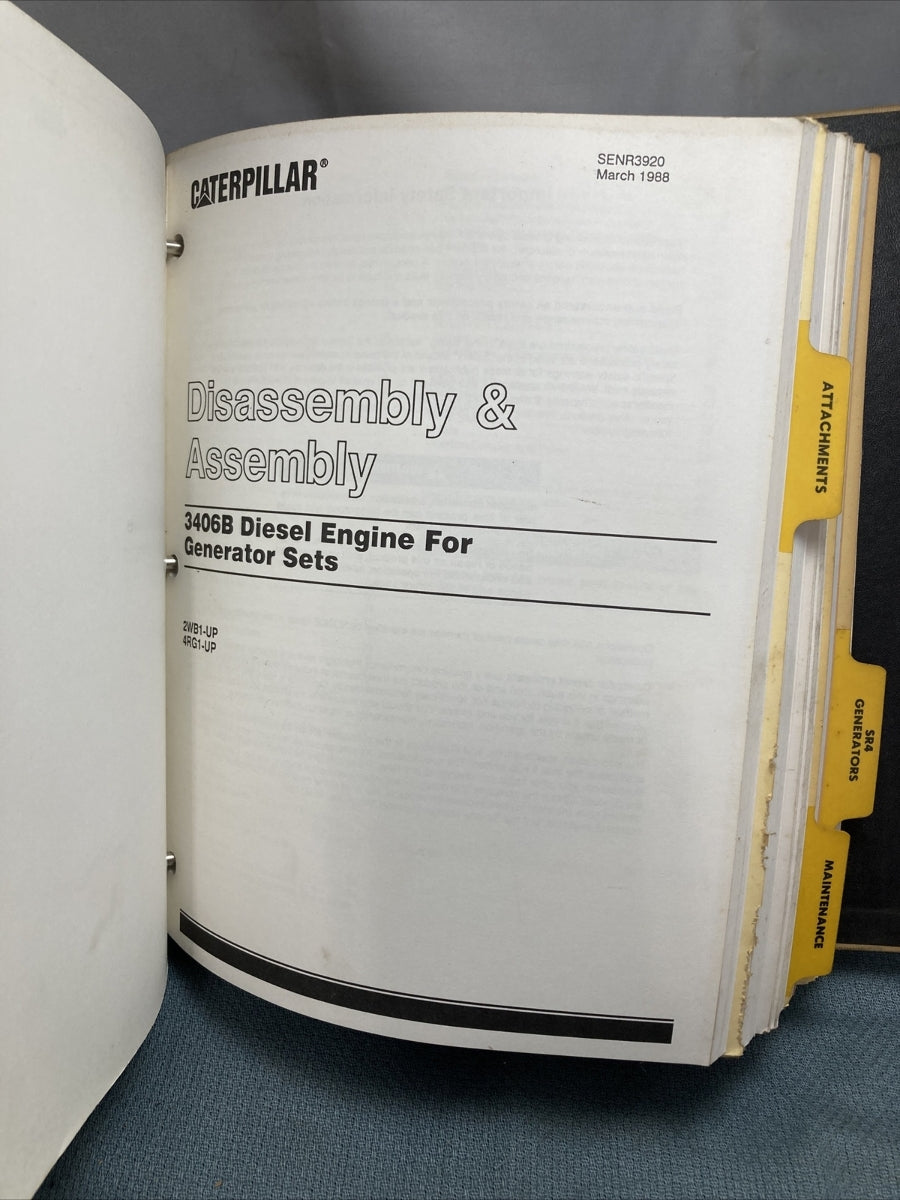 CATERPILLAR®
SENR3920
March 1988
Disassembly &
Assembly
3406B Diesel Engine For
Generator Sets
2WB1-UP
4RG1-UP
ATTACHMENTS
SR4
GENERATORS
MAINTENANCE